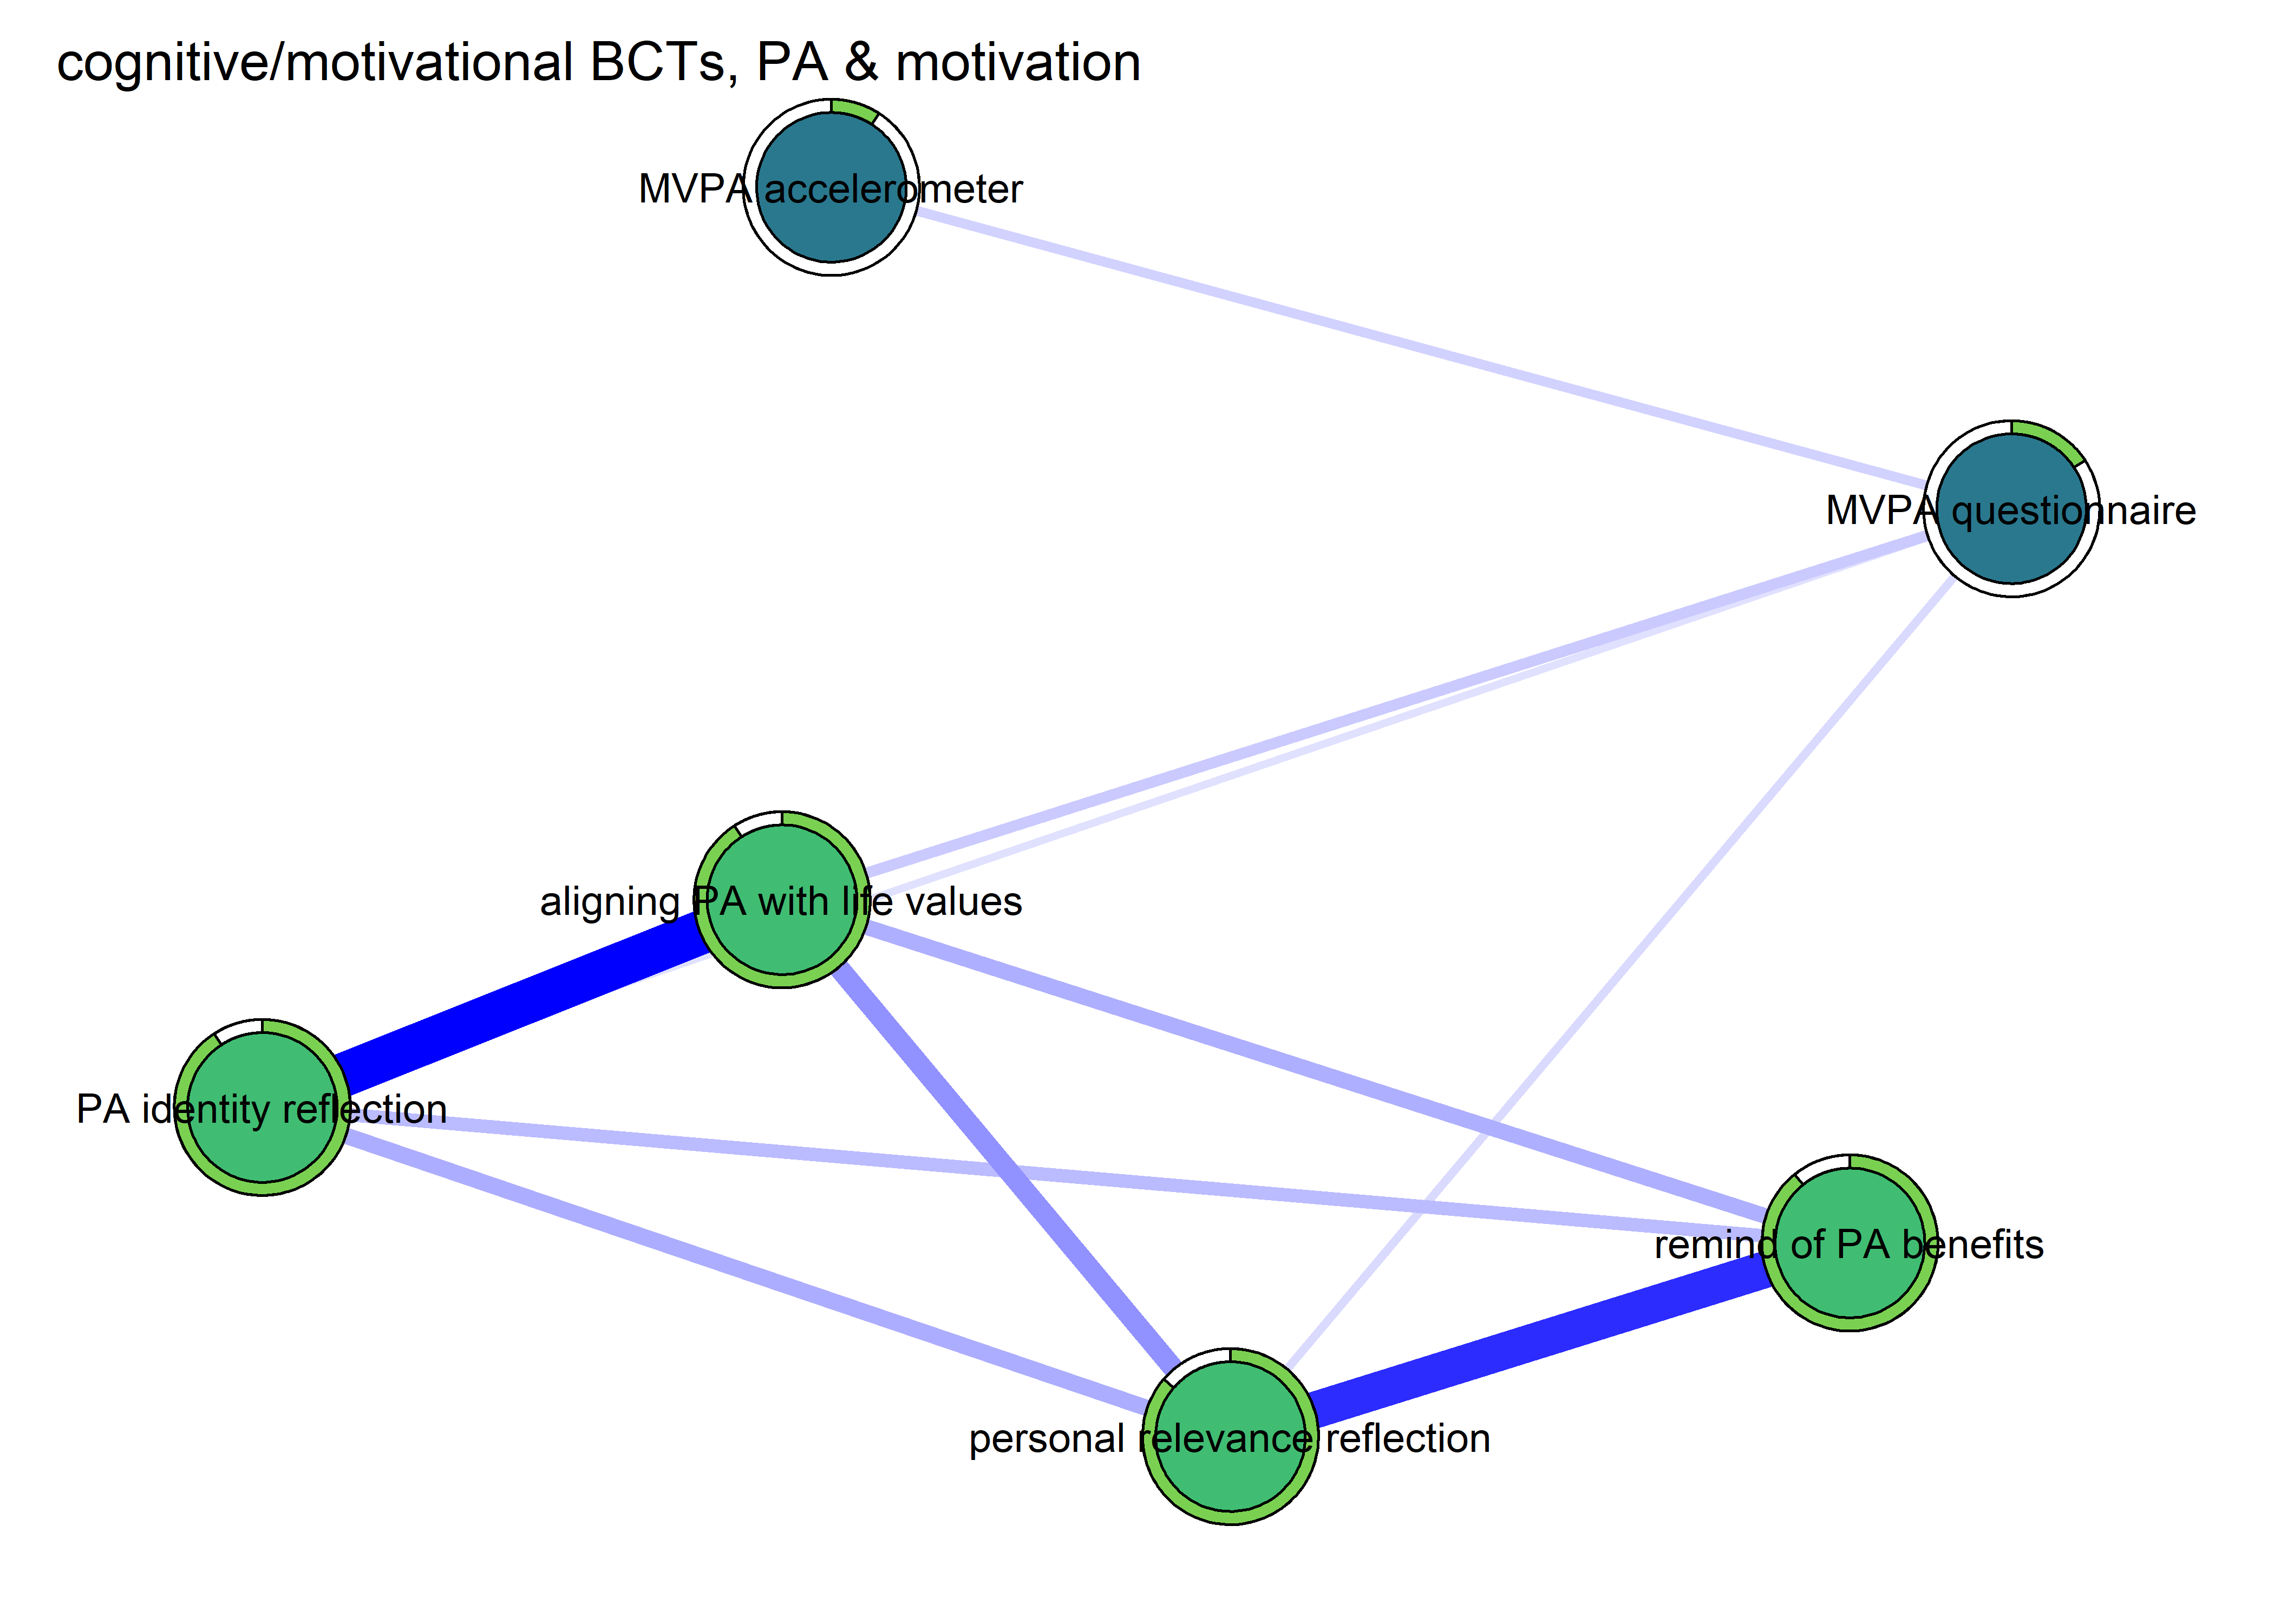 cognitive/motivational BCTs, PA & motivation
MVPA accelerometer
MVPA questionnaire
aligning PA with life values
PA identity reflection
remind of PA benefits
personal relevance reflection